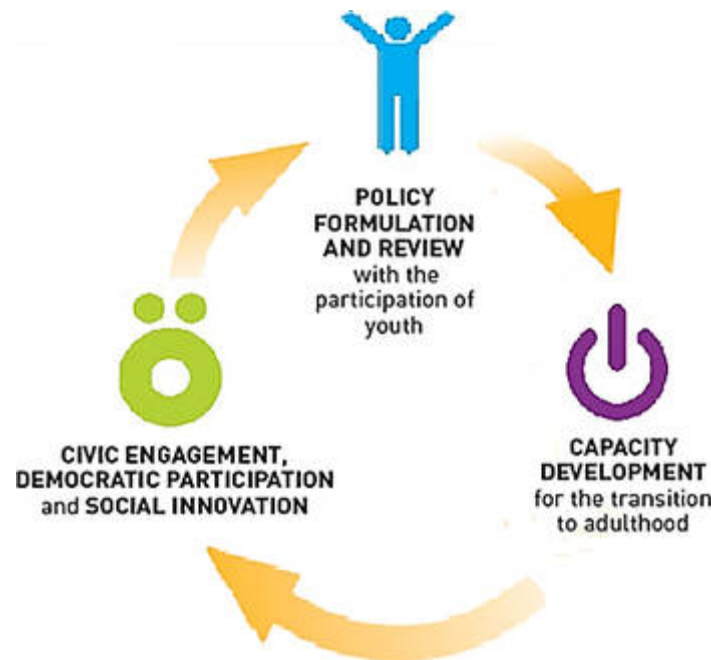 POLICY
FORMULATION
AND REVIEW
with the
participation of
youth
CAPACITY
DEVELOPMENT
for the transition
to adulthood
CIVIC ENGAGEMENT,
DEMOCRATIC PARTICIPATION
and SOCIAL INNOVATION